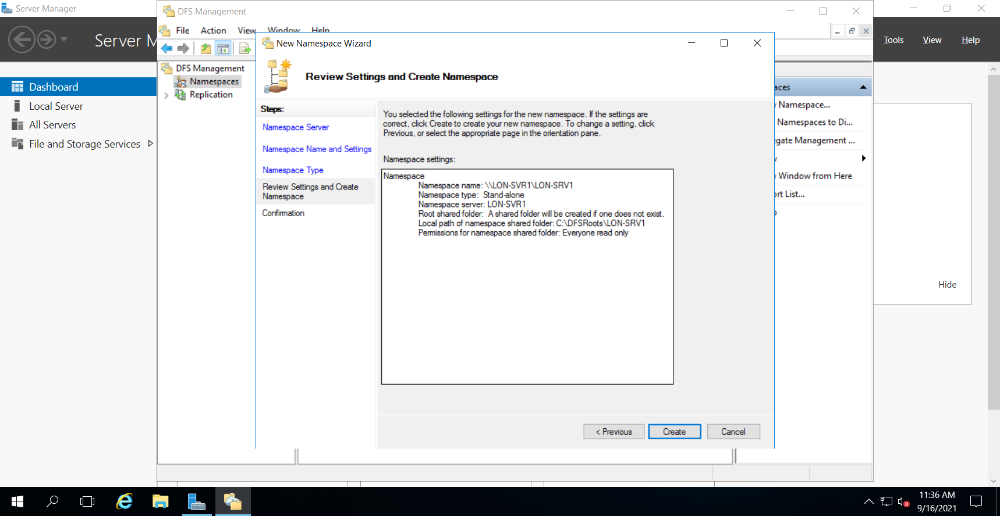 Server Manager
DFS Management
File Action View Window Help
Server M
Tools View Help
New Namespace Wizard
Review Settings and Create Namespace
DFS Management
Namespaces
Replication
Dashboard
Local Server
All Servers
File and Storage Services
Steps:
Namespace Server
Namespace Name and Settings
Namespace Type
Review Settings and Create
Namespace
Confirmation
You selected the following settings for the new namespace. If the settings are
correct, click Create to create your new namespace. To change a setting, click
Previous, or select the appropriate page in the orientation pane.
Namespace settings:
Namespace
Namespace name: \\LON-SVR1\LON-SRV1
Namespace type: Stand-alone
Namespace server: LON-SVR1
Root shared folder: A shared folder will be created if one does not exist.
Local path of namespace shared folder: C:\DFSRoots\LON-SRV1
Permissions for namespace shared folder: Everyone read only
< Previous Create Cancel
aces
Namespace...
Namespaces to Di...
egate Management ...
Window from Here
ort List...
Hide
11:36 AM
9/16/2021